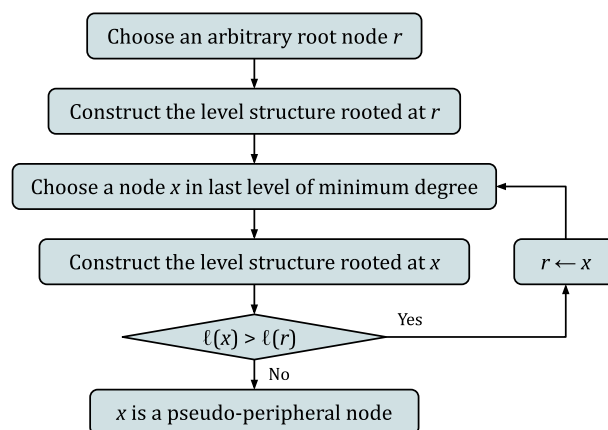 Choose an arbitrary root node r
Construct the level structure rooted at r
Choose a node x in last level of minimum degree
Construct the level structure rooted at x
r ← x
ℓ(x) > ℓ(r)
Yes
No
x is a pseudo-peripheral node